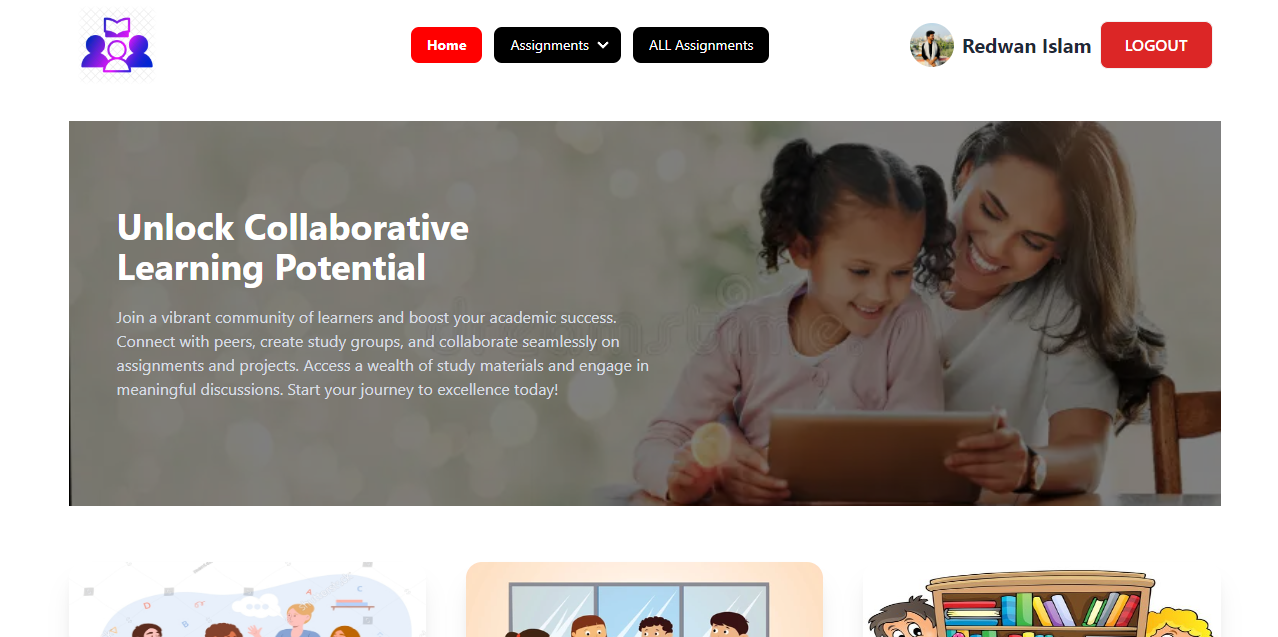 Home
Assignments
ALL Assignments
Redwan Islam
LOGOUT
Unlock Collaborative
Learning Potential
Join a vibrant community of learners and boost your academic success.
Connect with peers, create study groups, and collaborate seamlessly on
assignments and projects. Access a wealth of study materials and engage in
meaningful discussions. Start your journey to excellence today!
dreamstime
A
C
D
B